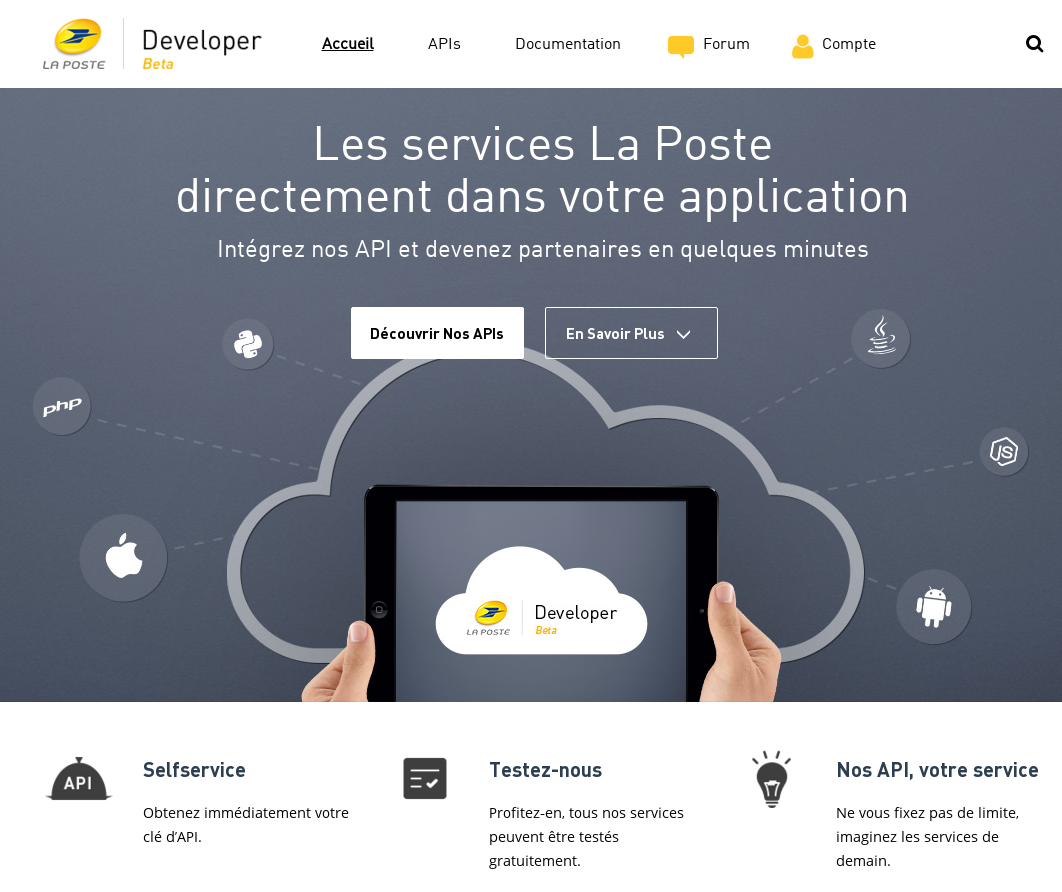 LA POSTE
Developer
Beta
Accueil
APIs
Documentation
Forum
Compte
Les services La Poste
directement dans votre application
Intégrez nos API et devenez partenaires en quelques minutes
Découvrir Nos APIs
En Savoir Plus
php
JS
LA POSTE
Developer
Beta
API
Selfservice
Obtenez immédiatement votre
clé d’API.
Testez-nous
Profitez-en, tous nos services
peuvent être testés
gratuitement.
Nos API, votre service
Ne vous fixez pas de limite,
imaginez les services de
demain.